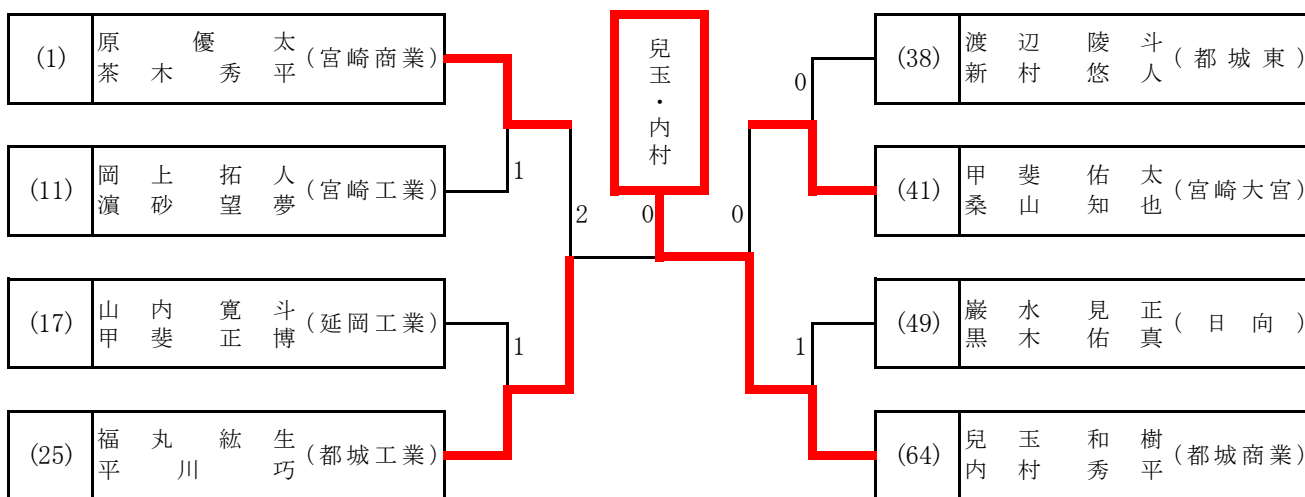 (1) 原優太
茶木秀平 (宮崎商業)
(11) 岡上拓人
濵砂望夢 (宮崎工業)
(17) 山内寛斗
甲斐正博 (延岡工業)
(25) 福丸紘生
平川巧 (都城工業)
1
1
2
0
児玉・内村
0
0
1
(38) 渡辺陵斗
新村悠人 (都城東)
(41) 甲斐佑太
桑山知也 (宮崎大宮)
(49) 巌水見正
黒木佑真 (日向)
(64) 兒玉和樹
内村秀平 (都城商業)